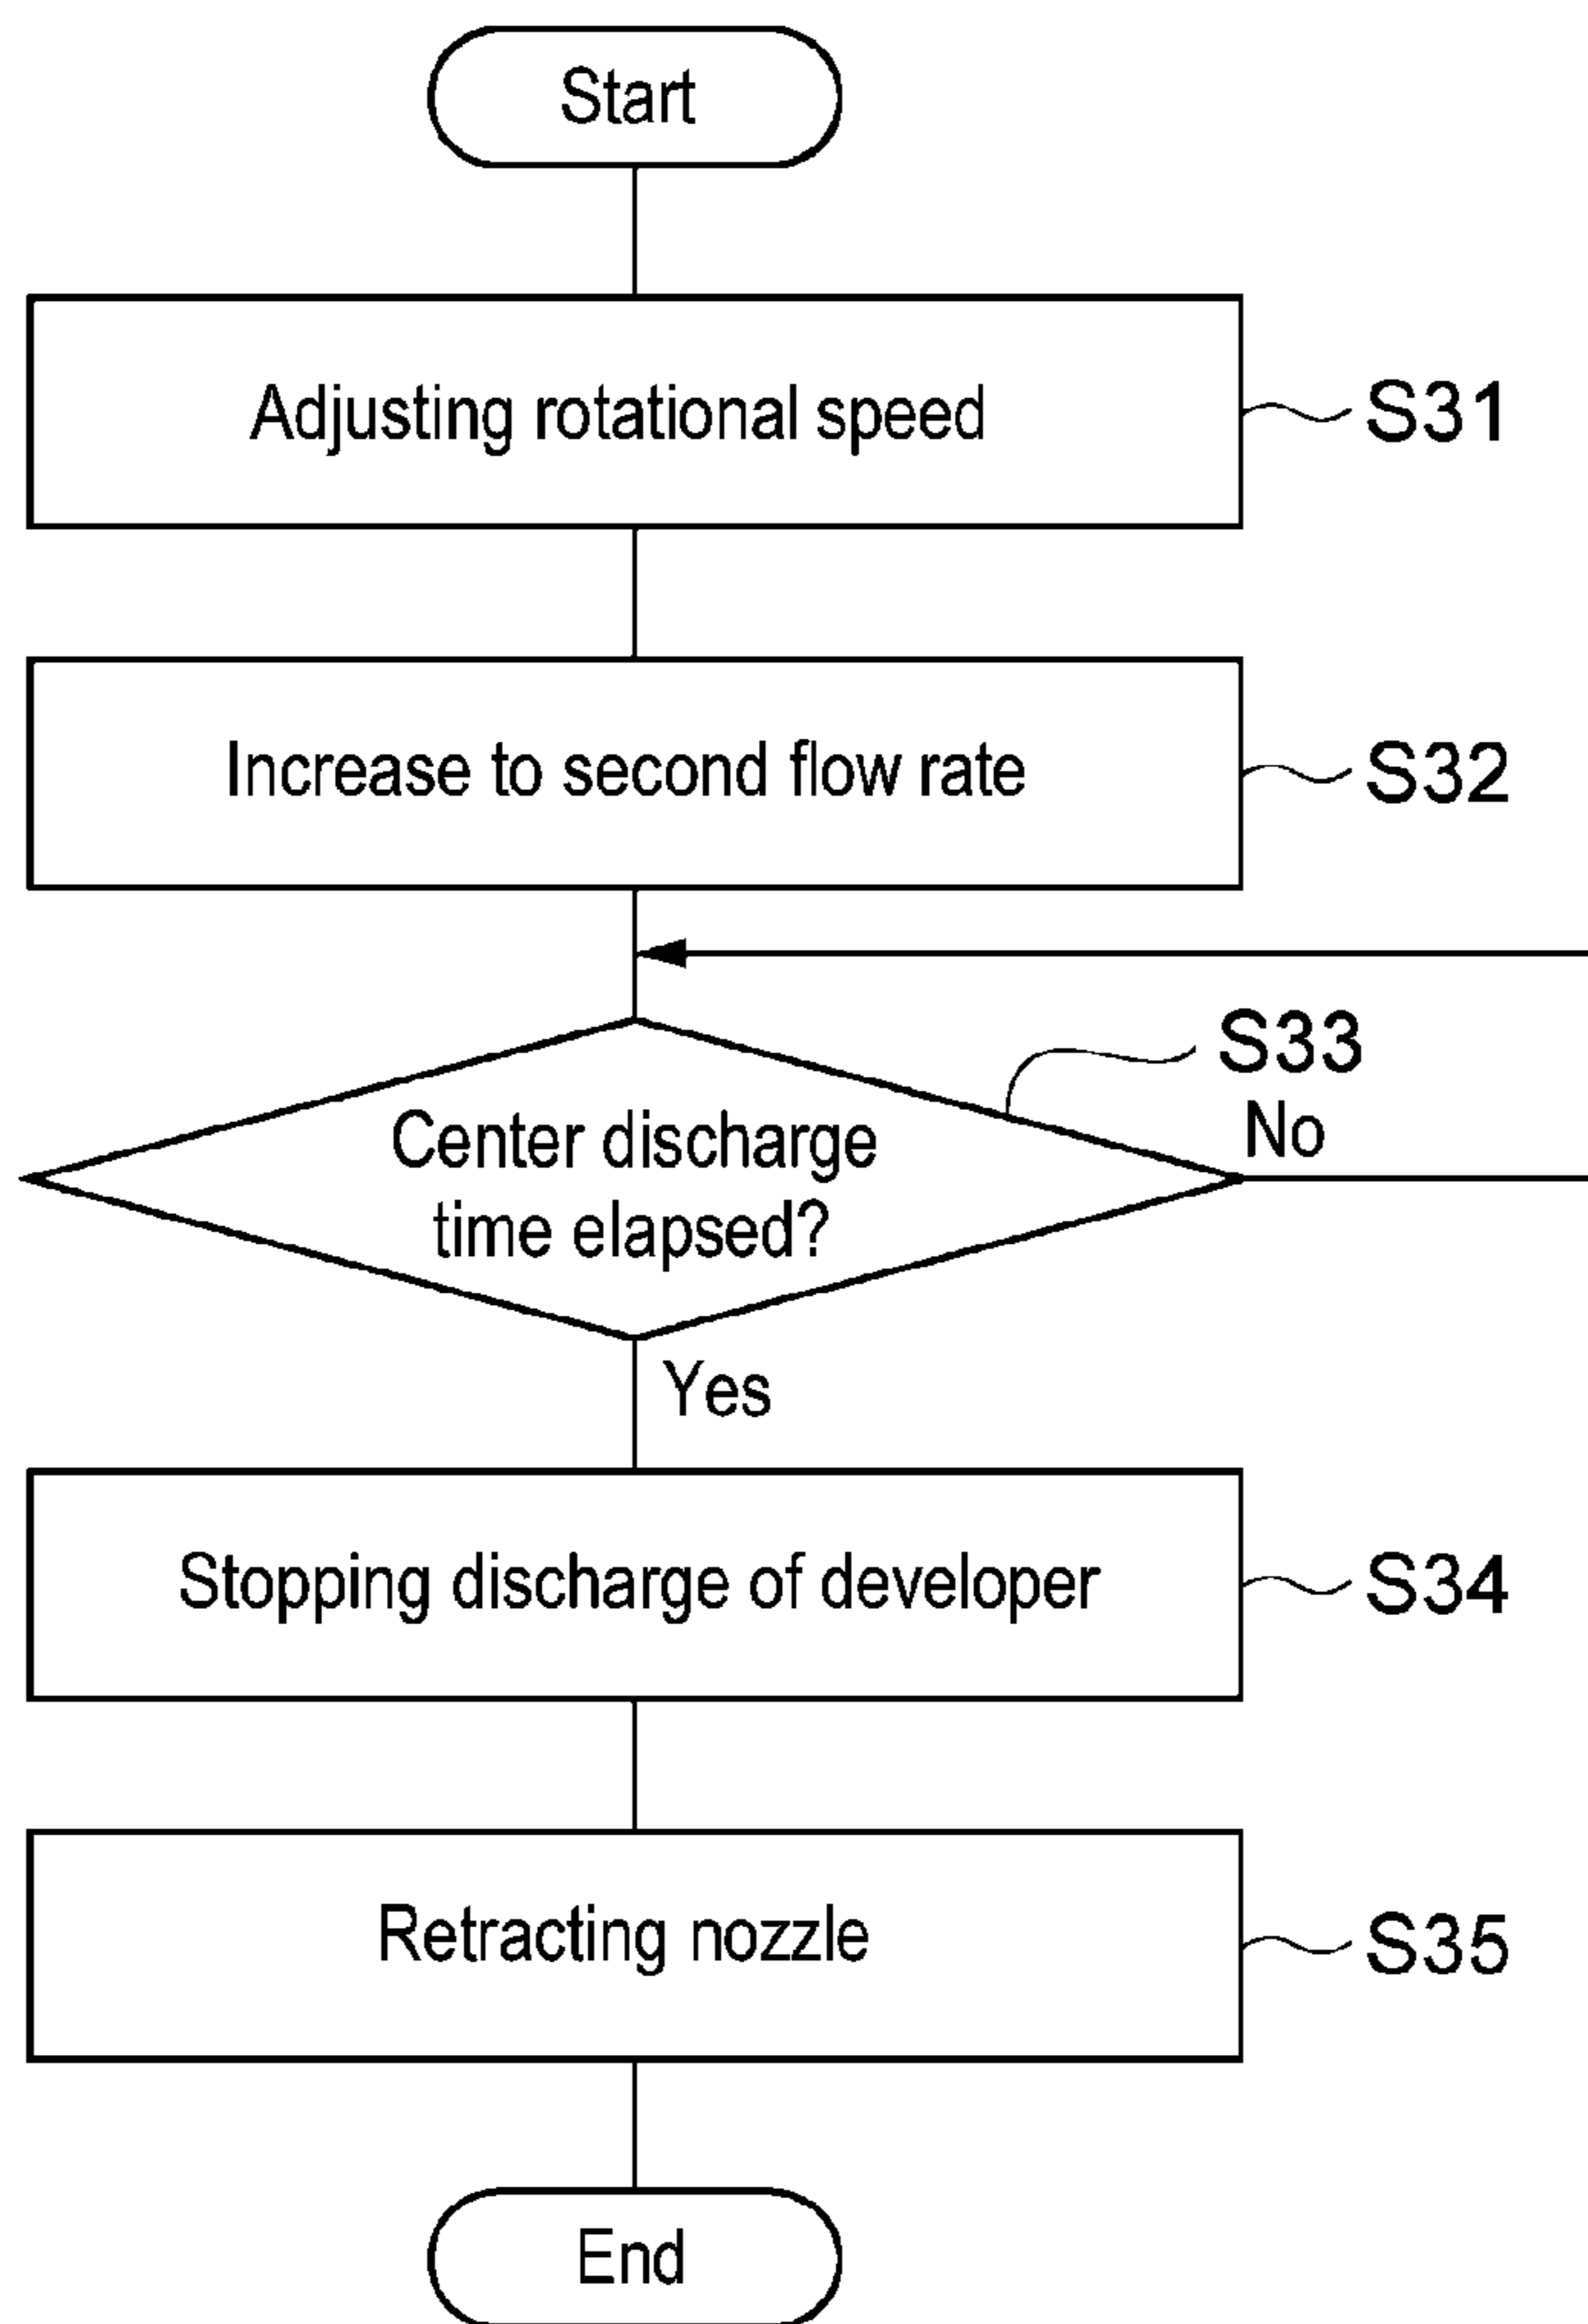 Start
Adjusting rotational speed
S31
Increase to second flow rate
S32
S33
Center discharge
time elapsed?
No
Yes
Stopping discharge of developer
S34
Retracting nozzle
S35
End